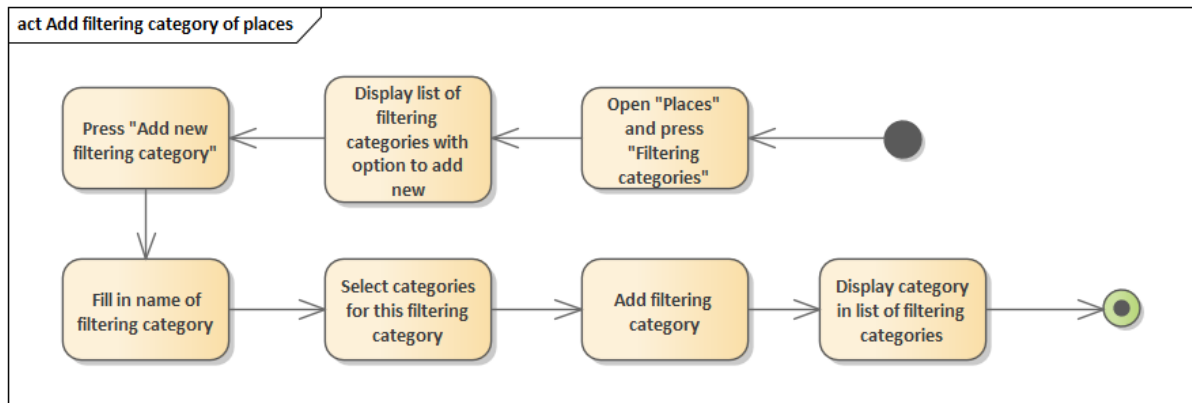 act Add filtering category of places
Press "Add new
filtering category"
Display list of
filtering
categories with
option to add
new
Open "Places"
and press
"Filtering
categories"
Fill in name of
filtering category
Select categories
for this filtering
category
Add filtering
category
Display category
in list of filtering
categories